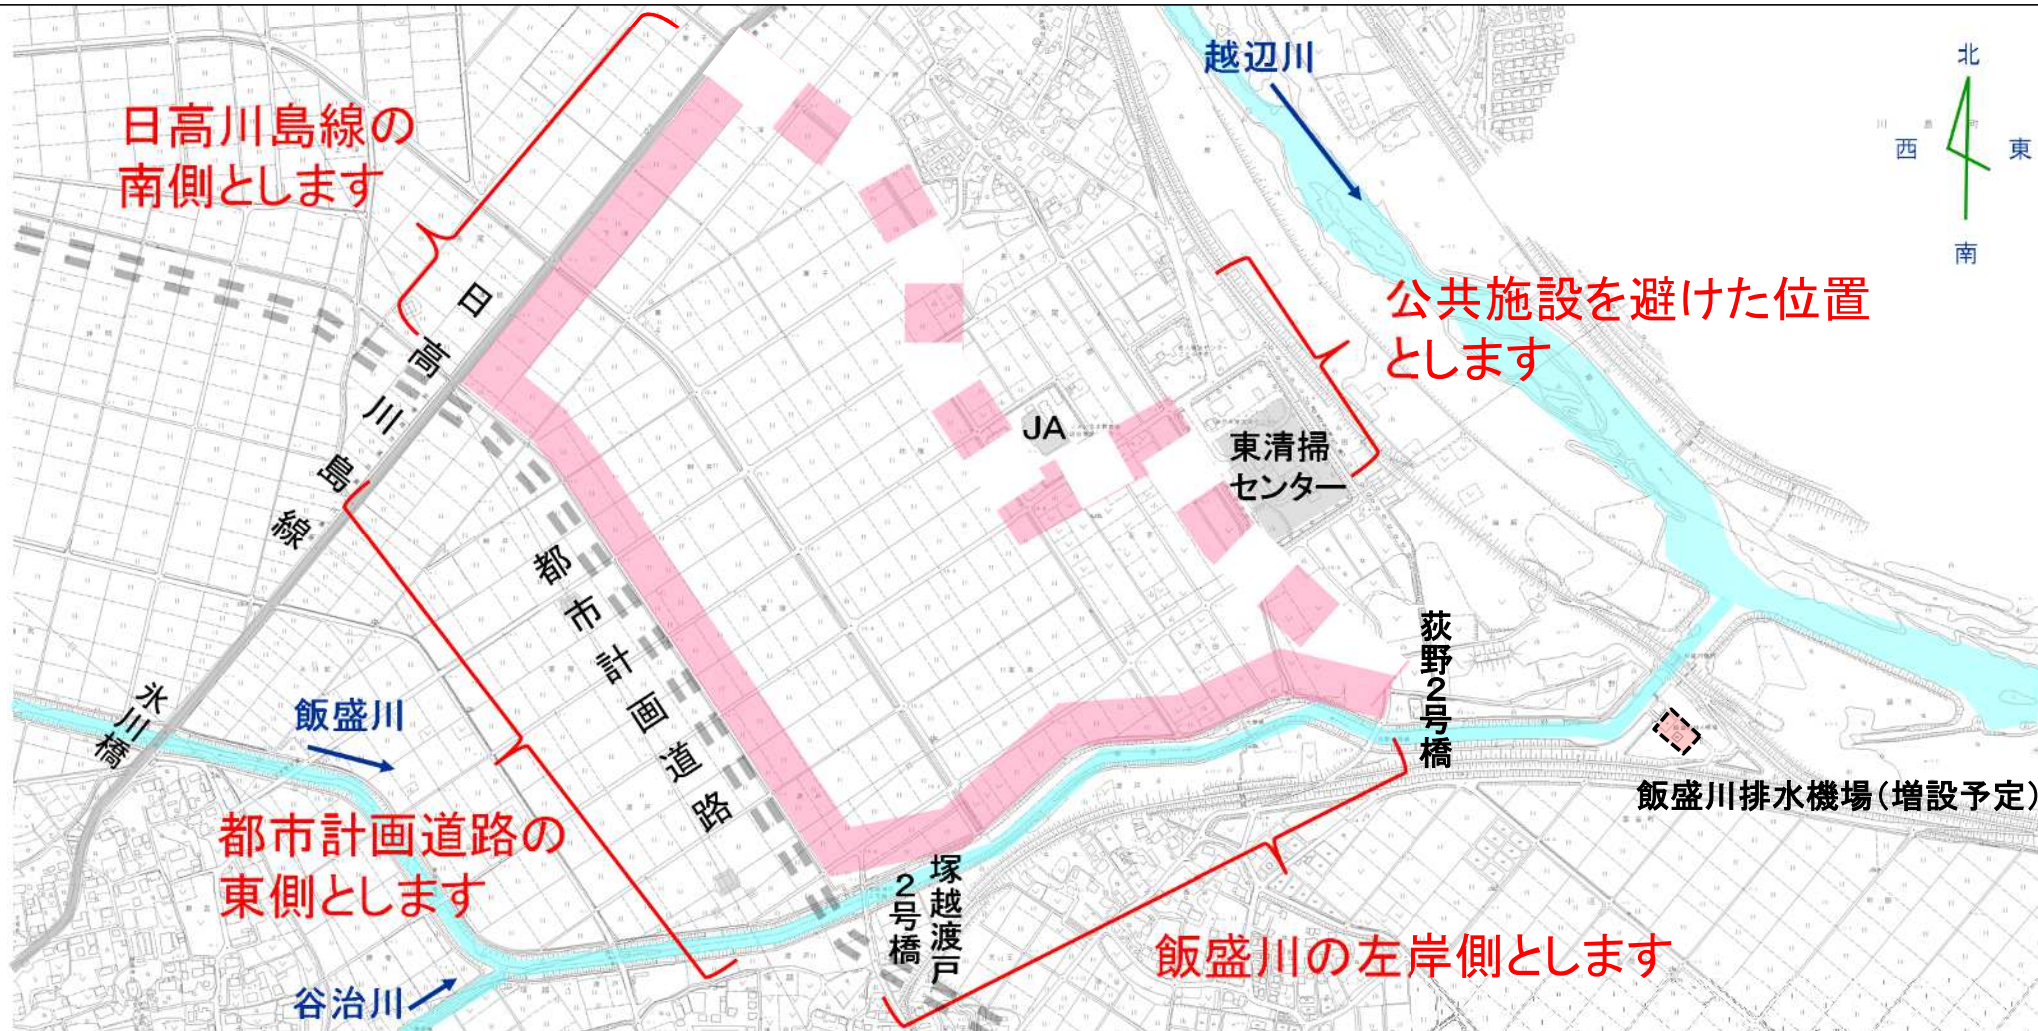 越辺川
北
西
東
南
日高川島線の
南側とします
公共施設を避けた位置
とします
日高川島線
JA
東清掃
センター
都市計画道路
荻野2号橋
氷川橋
飯盛川
飯盛川排水機場(増設予定)
都市計画道路の
東側とします
塚越渡戸
2号橋
飯盛川の左岸側とします
谷治川